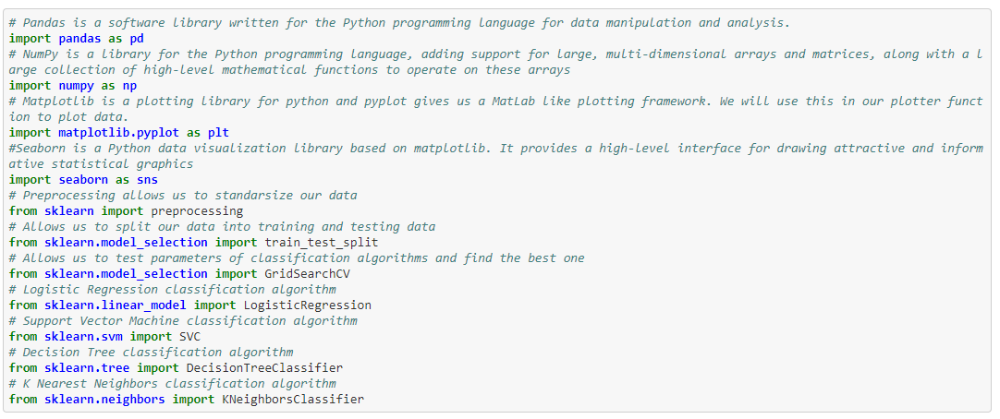 # Pandas is a software library written for the Python programming language for data manipulation and analysis.
import pandas as pd
# NumPy is a library for the Python programming language, adding support for large, multi-dimensional arrays and matrices, along with a l
arge collection of high-level mathematical functions to operate on these arrays
import numpy as np
# Matplotlib is a plotting library for python and pyplot gives us a MatLab like plotting framework. We will use this in our plotter funct
ion to plot data.
import matplotlib.pyplot as plt
#Seaborn is a Python data visualization library based on matplotlib. It provides a high-level interface for drawing attractive and inform
ative statistical graphics
import seaborn as sns
# Preprocessing allows us to standarsize our data
from sklearn import preprocessing
# Allows us to split our data into training and testing data
from sklearn.model_selection import train_test_split
# Allows us to test parameters of classification algorithms and find the best one
from sklearn.model_selection import GridSearchCV
# Logistic Regression classification algorithm
from sklearn.linear_model import LogisticRegression
# Support Vector Machine classification algorithm
from sklearn.svm import SVC
# Decision Tree classification algorithm
from sklearn.tree import DecisionTreeClassifier
# K Nearest Neighbors classification algorithm
from sklearn.neighbors import KNeighborsClassifier